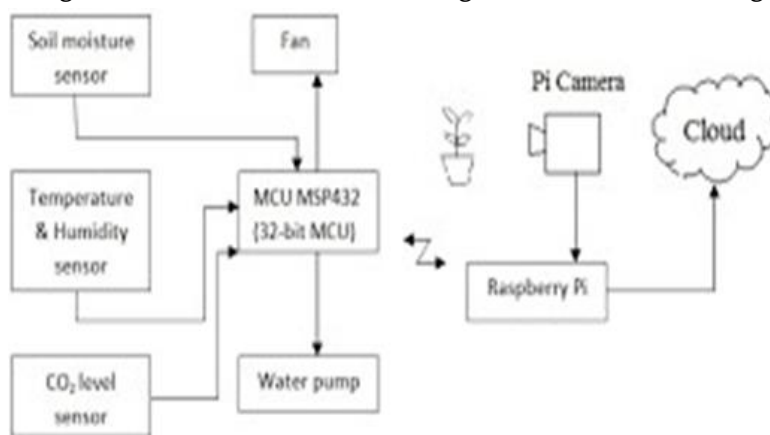 Soil moisture
sensor
Fan
Pi Camera
Cloud
Temperature
& Humidity
sensor
MCU MSP432
{32-bit MCU}
Raspberry Pi
CO₂ level
sensor
Water pump